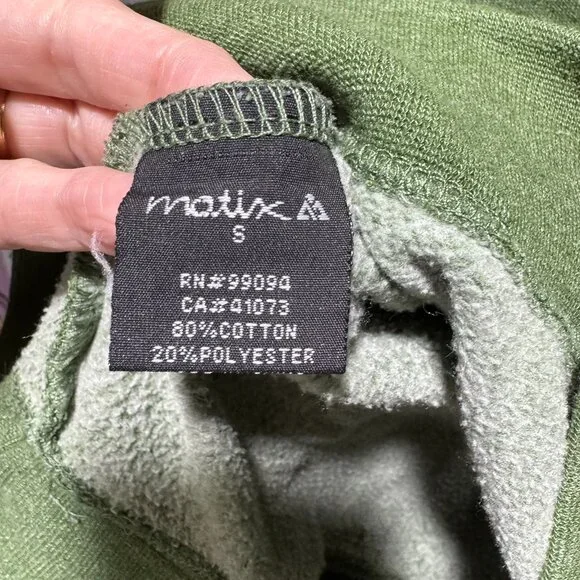 matix
S
RN#99094
CA#41073
80%COTTON
20%POLYESTER